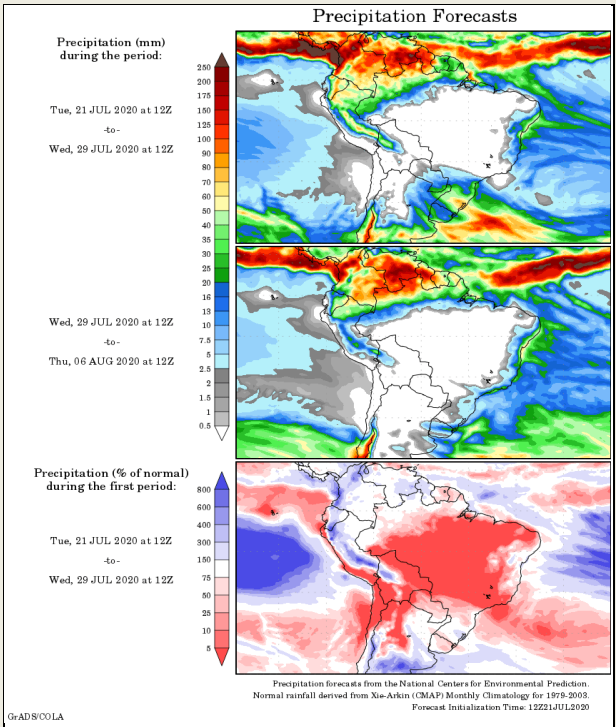 Precipitation Forecasts
Precipitation (mm)
during the period:
Tue, 21 JUL 2020 at 12Z
-to-
Wed, 29 JUL 2020 at 12Z
250
200
175
150
125
100
90
80
70
60
50
40
35
30
25
20
16
13
10
7.5
5
2.5
2
1.5
1
0.5
Wed, 29 JUL 2020 at 12Z
-to-
Thu, 06 AUG 2020 at 12Z
Precipitation (% of normal)
during the first period:
Tue, 21 JUL 2020 at 12Z
-to-
Wed, 29 JUL 2020 at 12Z
800
600
400
300
150
75
50
25
10
5
Precipitation forecasts from the National Centers for Environmental Prediction.
Normal rainfall derived from Xie-Arkin (CMAP) Monthly Climatology for 1979-2003.
Forecast Initialization Time: 12Z21JUL2020
GrADS/COLA